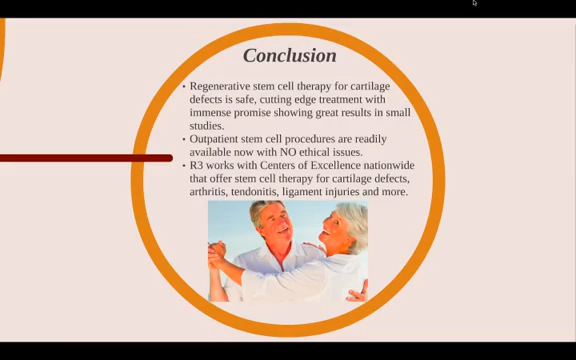 Conclusion
• Regenerative stem cell therapy for cartilage
defects is safe, cutting edge treatment with
immense promise showing great results in small
studies.
• Outpatient stem cell procedures are readily
available now with NO ethical issues.
• R3 works with Centers of Excellence nationwide
that offer stem cell therapy for cartilage defects,
arthritis, tendonitis, ligament injuries and more.